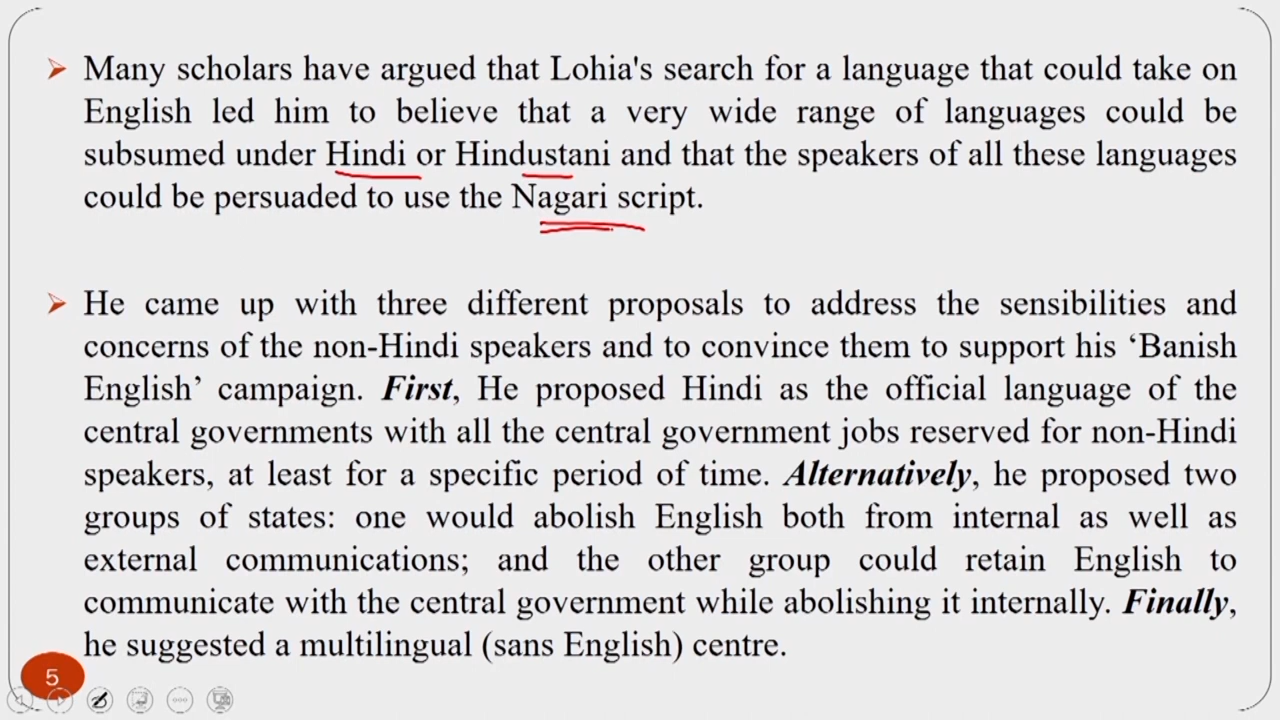 Many scholars have argued that Lohia's search for a language that could take on
English led him to believe that a very wide range of languages could be
subsumed under Hindi or Hindustani and that the speakers of all these languages
could be persuaded to use the Nagari script.
He came up with three different proposals to address the sensibilities and
concerns of the non-Hindi speakers and to convince them to support his ‘Banish
English’ campaign. First, He proposed Hindi as the official language of the
central governments with all the central government jobs reserved for non-Hindi
speakers, at least for a specific period of time. Alternatively, he proposed two
groups of states: one would abolish English both from internal as well as
external communications; and the other group could retain English to
communicate with the central government while abolishing it internally. Finally,
he suggested a multilingual (sans English) centre.
5